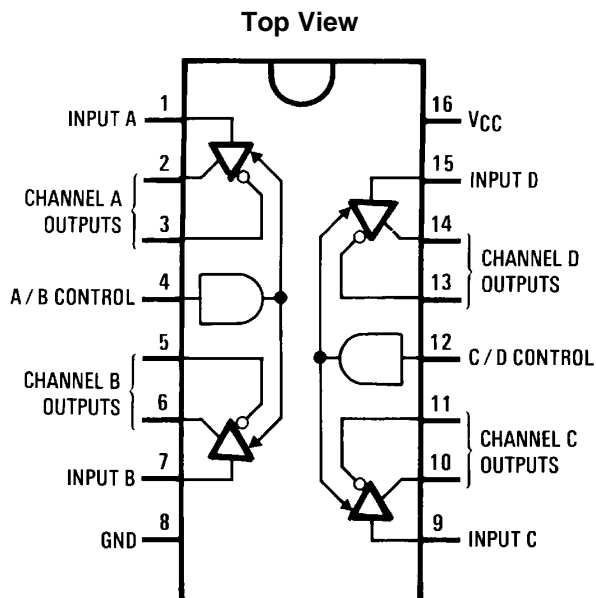 Top View
1
INPUT A
2
CHANNEL A
OUTPUTS
3
4
A / B CONTROL
5
CHANNEL B
OUTPUTS
6
7
INPUT B
8
GND
16
VCC
15
INPUT D
14
CHANNEL D
OUTPUTS
13
12
C / D CONTROL
11
CHANNEL C
OUTPUTS
10
9
INPUT C